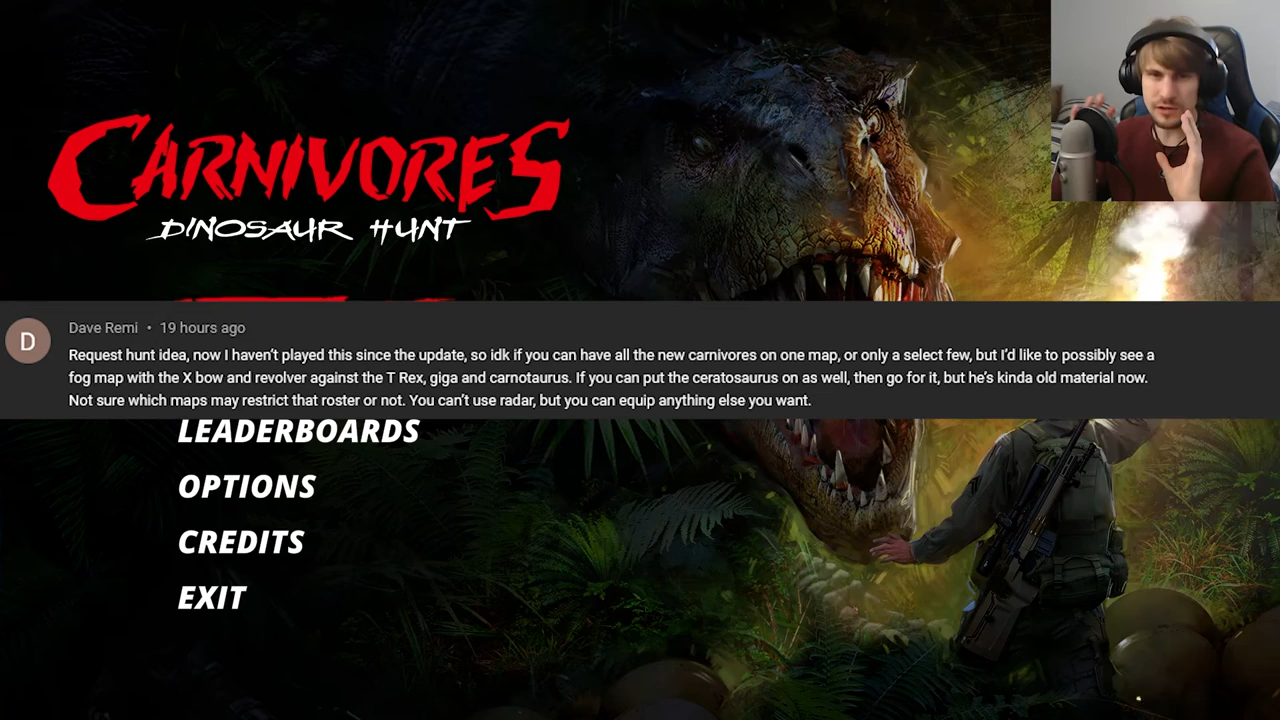 CARNIVORES
DINOSAUR HUNT
D
Dave Remi • 19 hours ago
Request hunt idea, now I haven't played this since the update, so idk if you can have all the new carnivores on one map, or only a select few, but I'd like to possibly see a
fog map with the X bow and revolver against the T Rex, giga and carnotaurus. If you can put the ceratosaurus on as well, then go for it, but he's kinda old material now.
Not sure which maps may restrict that roster or not. You can't use radar, but you can equip anything else you want.
LEADERBOARDS
OPTIONS
CREDITS
EXIT